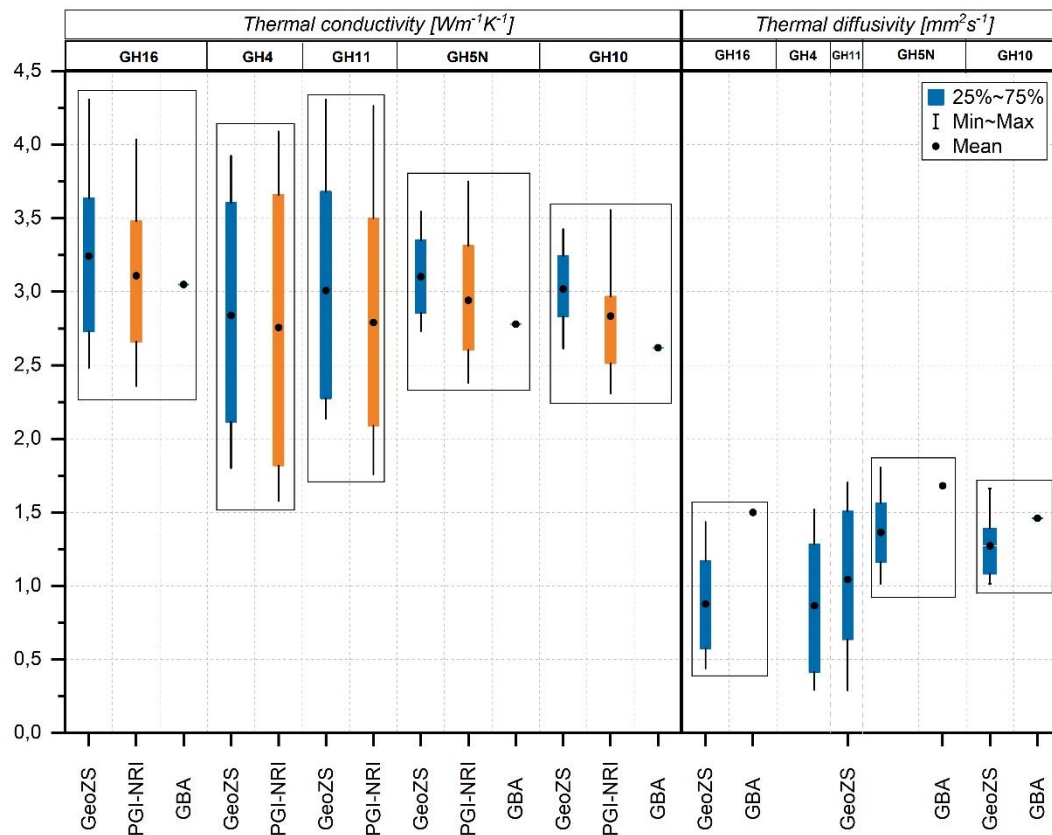 Thermal conductivity [Wm⁻¹K⁻¹] Thermal diffusivity [mm²s⁻¹]
GH16 GH4 GH11 GH5N GH10 GH16 GH4 GH11 GH5N GH10
4,5
25%~75%
Min~Max
Mean
4,0
3,5
3,0
2,5
2,0
1,5
1,0
0,5
0,0
GeoZS PGI-NRI GBA GeoZS PGI-NRI GeoZS PGI-NRI GeoZS PGI-NRI GBA GeoZS PGI-NRI GBA GeoZS GBA GeoZS GBA GeoZS GBA